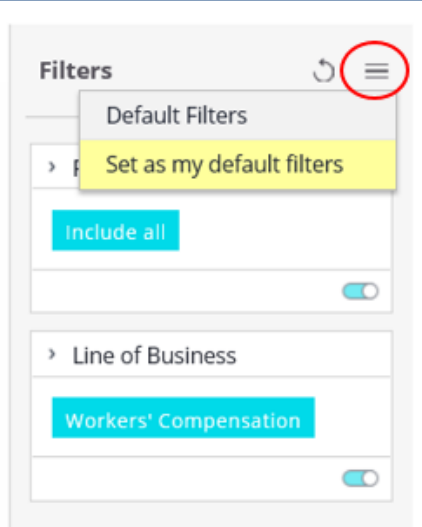 Filters
Default Filters
Set as my default filters
Include all
Line of Business
Workers' Compensation